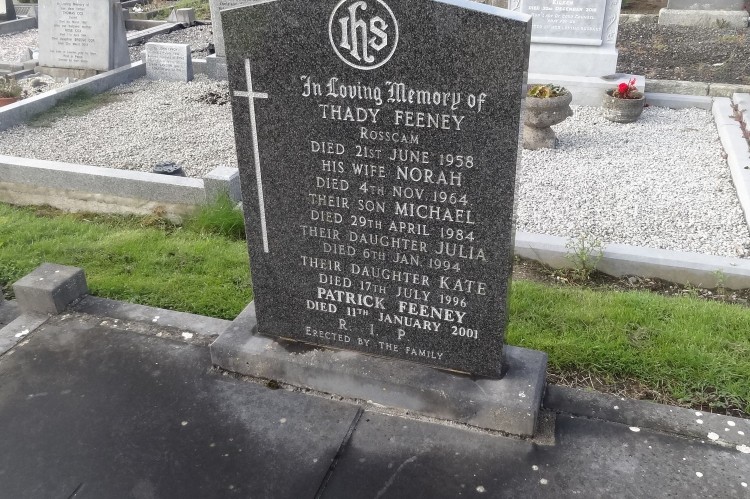 ihs
In Loving Memory of
THADY FEENEY
ROSSCAM
DIED 21ST JUNE 1958
HIS WIFE NORAH
DIED 4TH NOV. 1964
THEIR SON MICHAEL
DIED 29TH APRIL 1984
THEIR DAUGHTER JULIA
DIED 6TH JAN. 1994
THEIR DAUGHTER KATE
DIED 17TH JULY 1996
PATRICK FEENEY
DIED 11TH JANUARY 2001
R. I. P.
ERECTED BY THE FAMILY